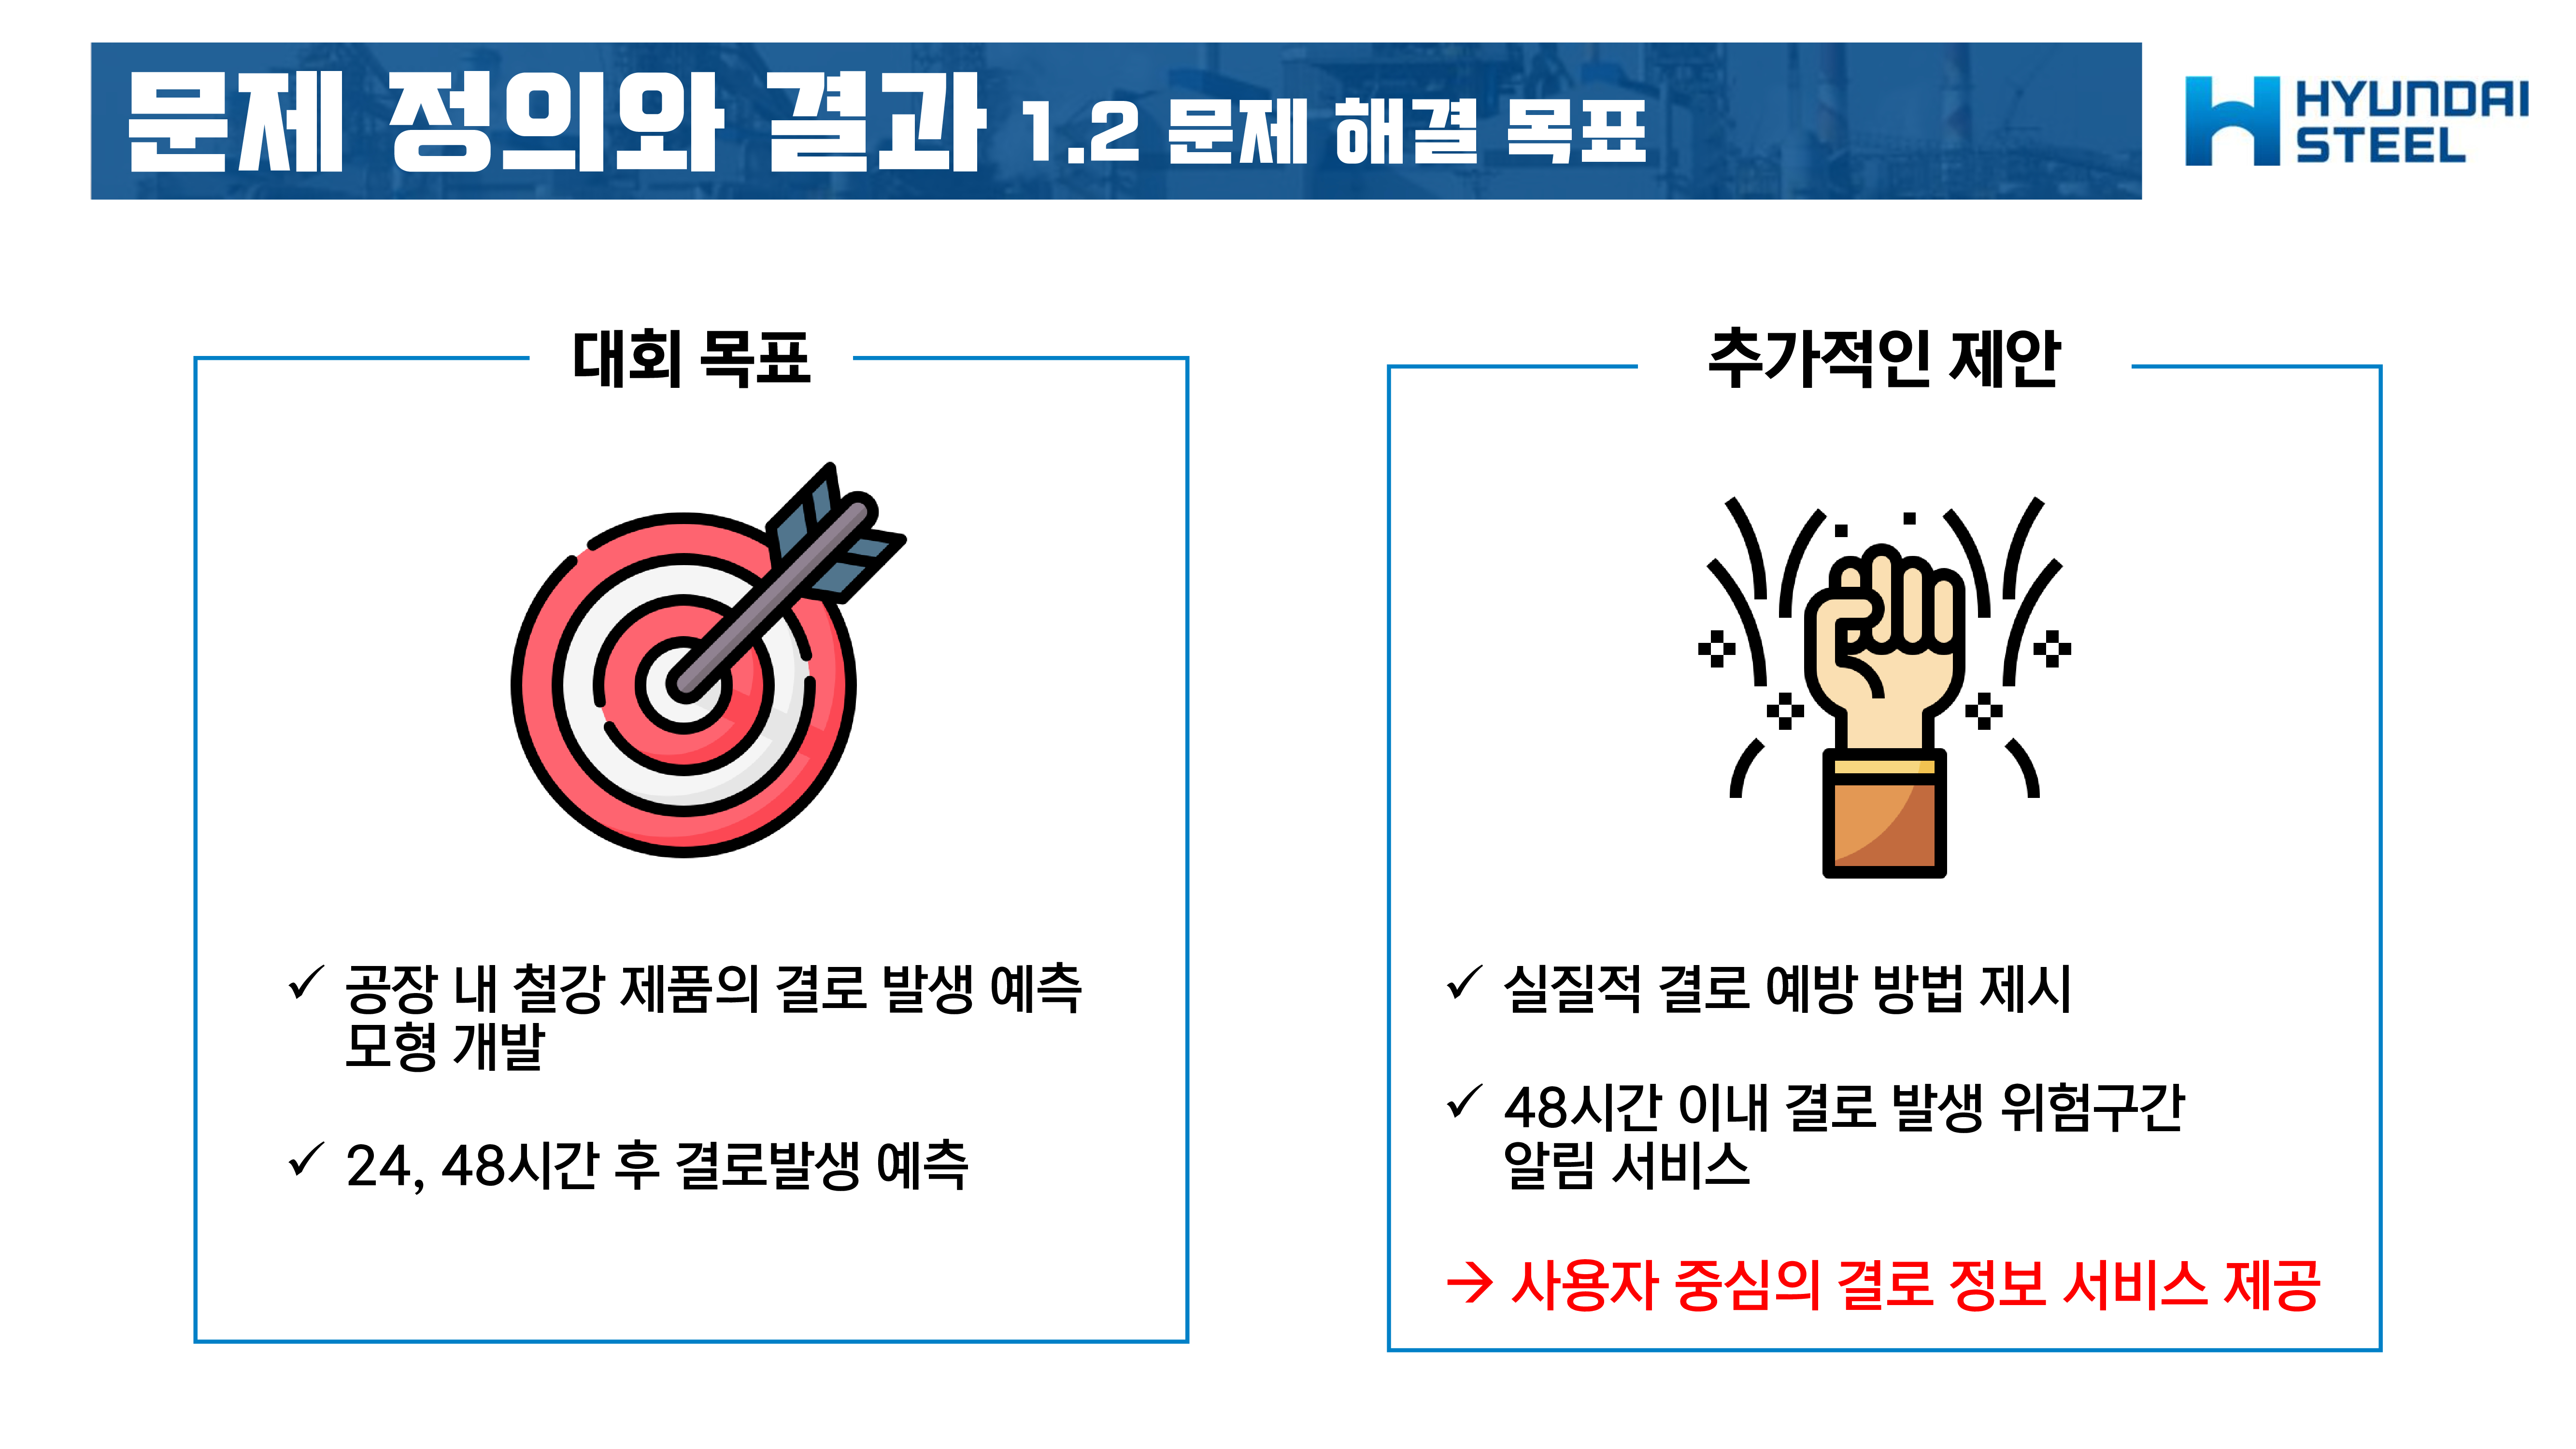 문제 정의와 결과 1.2 문제 해결 목표
HYUNDAI
STEEL
대회 목표
공장 내 철강 제품의 결로 발생 예측
모형 개발
24, 48시간 후 결로발생 예측
추가적인 제안
실질적 결로 예방 방법 제시
48시간 이내 결로 발생 위험구간
알림 서비스
→ 사용자 중심의 결로 정보 서비스 제공